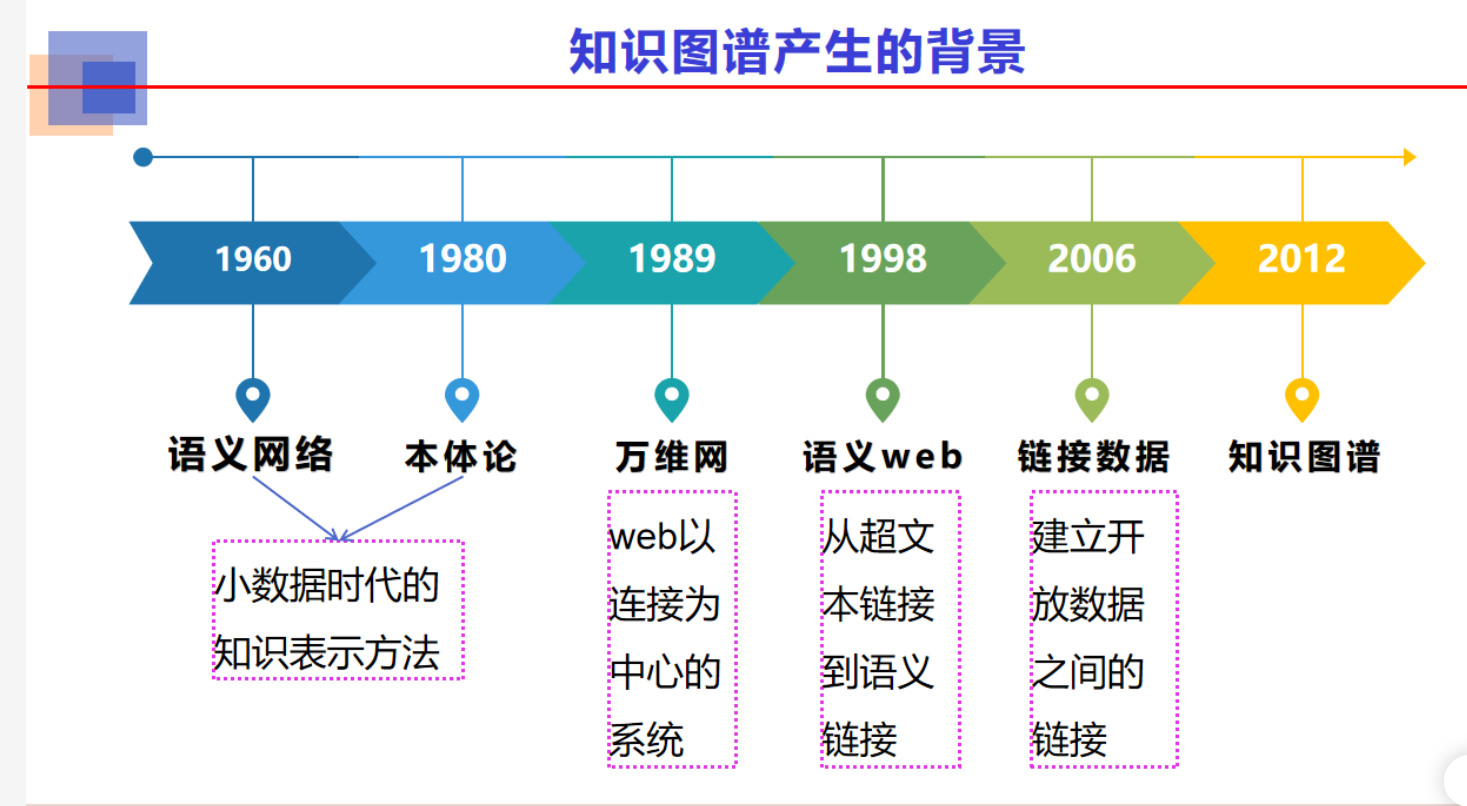 知识图谱产生的背景
1960
1980
1989
1998
2006
2012
语义网络
本体论
万维网
语义web
链接数据
知识图谱
小数据时代的
知识表示方法
web以
连接为
中心的
系统
从超文
本链接
到语义
链接
建立开
放数据
之间的
链接